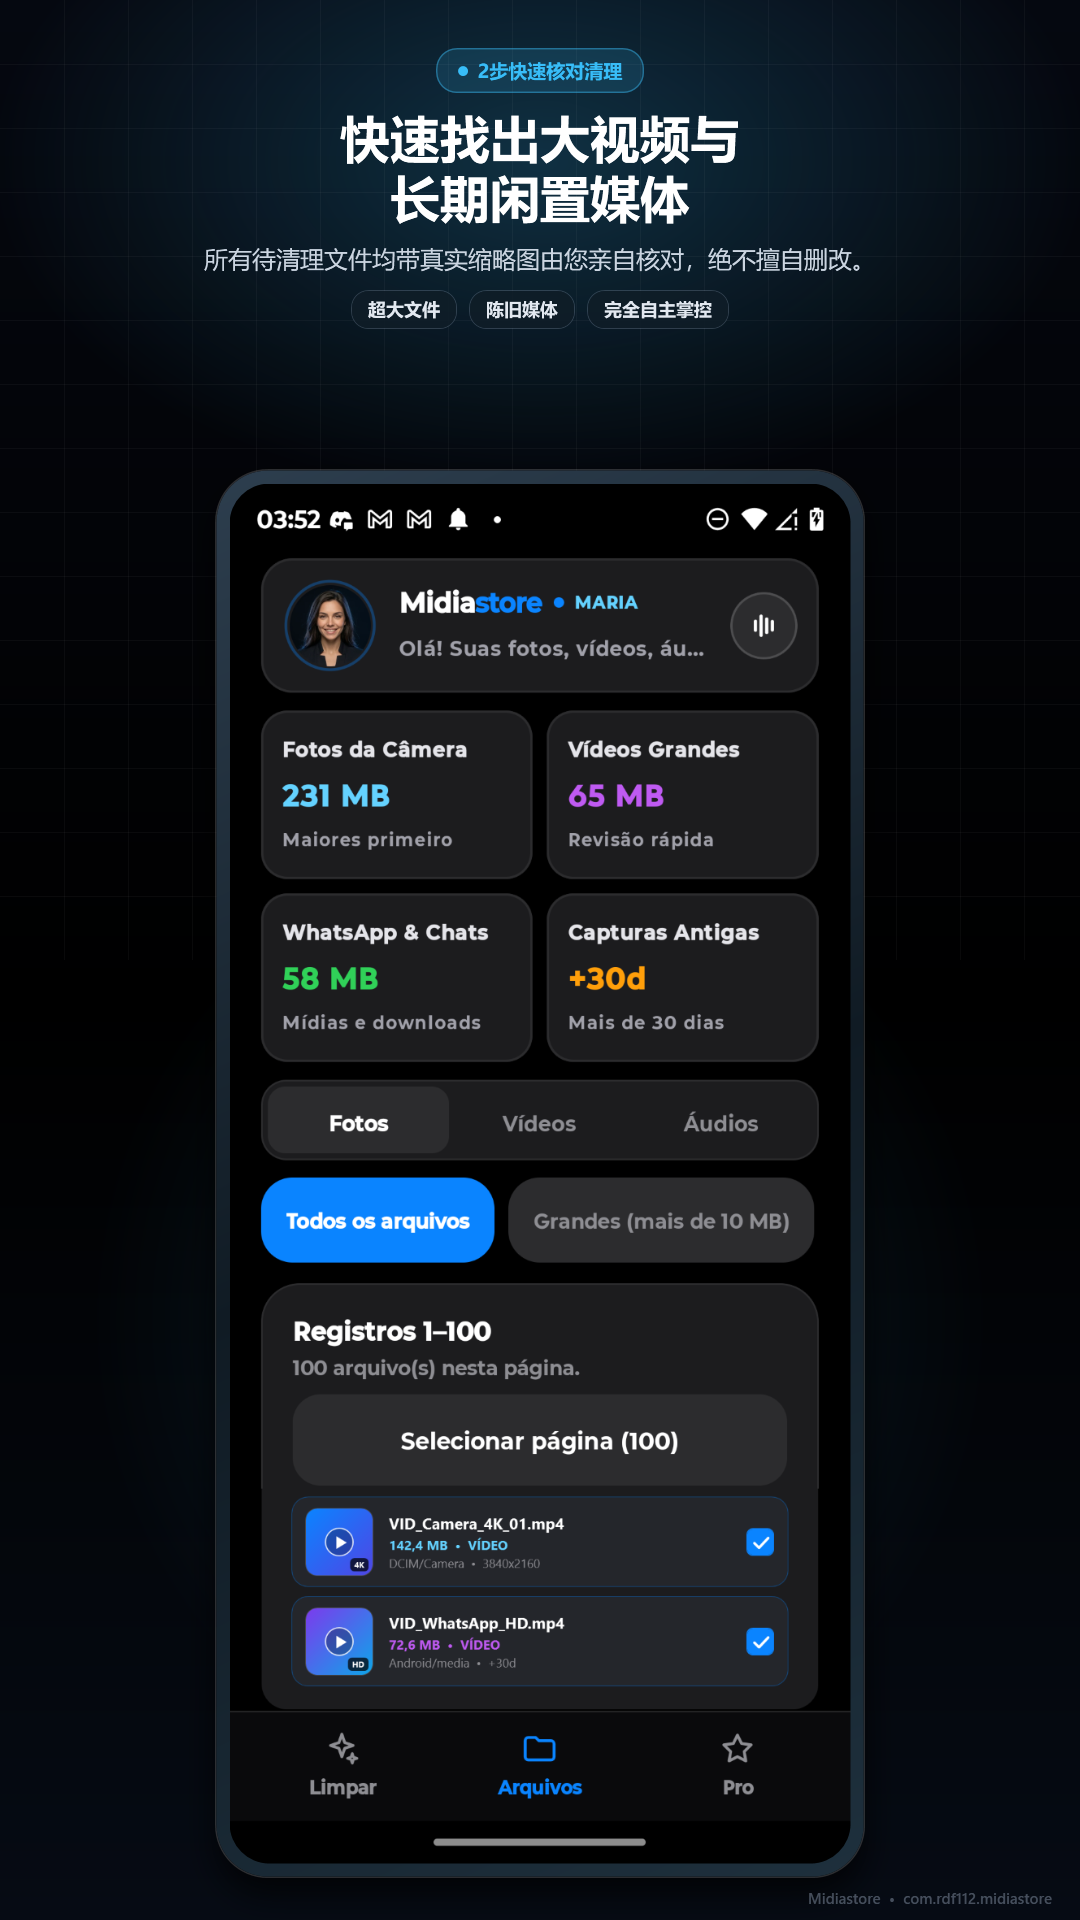 2步快速核对清理
快速找出大视频与
长期闲置媒体
所有待清理文件均带真实缩略图由您亲自核对，绝不擅自删改。
超大文件 陈旧媒体 完全自主掌控
03:52
Midiastore • MARIA
Olá! Suas fotos, vídeos, áu...
Fotos da Câmera
231 MB
Maiores primeiro
Vídeos Grandes
65 MB
Revisão rápida
WhatsApp & Chats
58 MB
Mídias e downloads
Capturas Antigas
+30d
Mais de 30 dias
Fotos Vídeos Áudios
Todos os arquivos Grandes (mais de 10 MB)
Registros 1–100
100 arquivo(s) nesta página.
Selecionar página (100)
VID_Camera_4K_01.mp4
142,4 MB • VÍDEO
DCIM/Camera • 3840x2160
4K
VID_WhatsApp_HD.mp4
72,6 MB • VÍDEO
Android/media • +30d
HD
Limpar Arquivos Pro
Midiastore • com.rdf112.midiastore